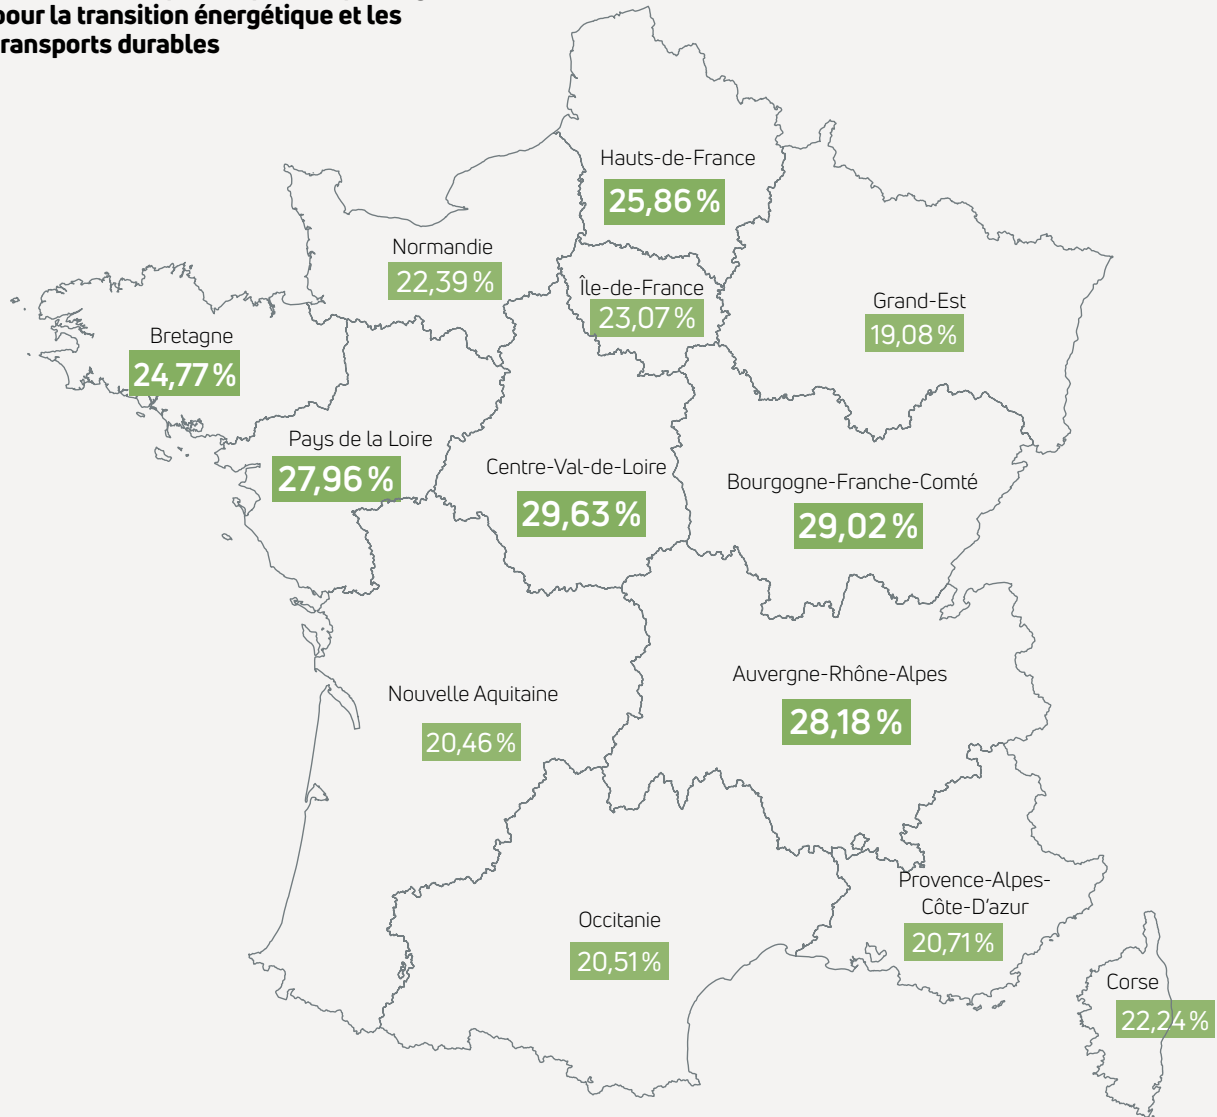 pour la transition énergétique et les
transports durables
Hauts-de-France
25,86 %
Normandie
22,39 %
Île-de-France
23,07 %
Grand-Est
19,08 %
Bretagne
24,77 %
Pays de la Loire
27,96 %
Centre-Val-de-Loire
29,63 %
Bourgogne-Franche-Comté
29,02 %
Auvergne-Rhône-Alpes
28,18 %
Nouvelle Aquitaine
20,46 %
Provence-Alpes-
Côte-D'azur
20,71 %
Occitanie
20,51 %
Corse
22,24 %